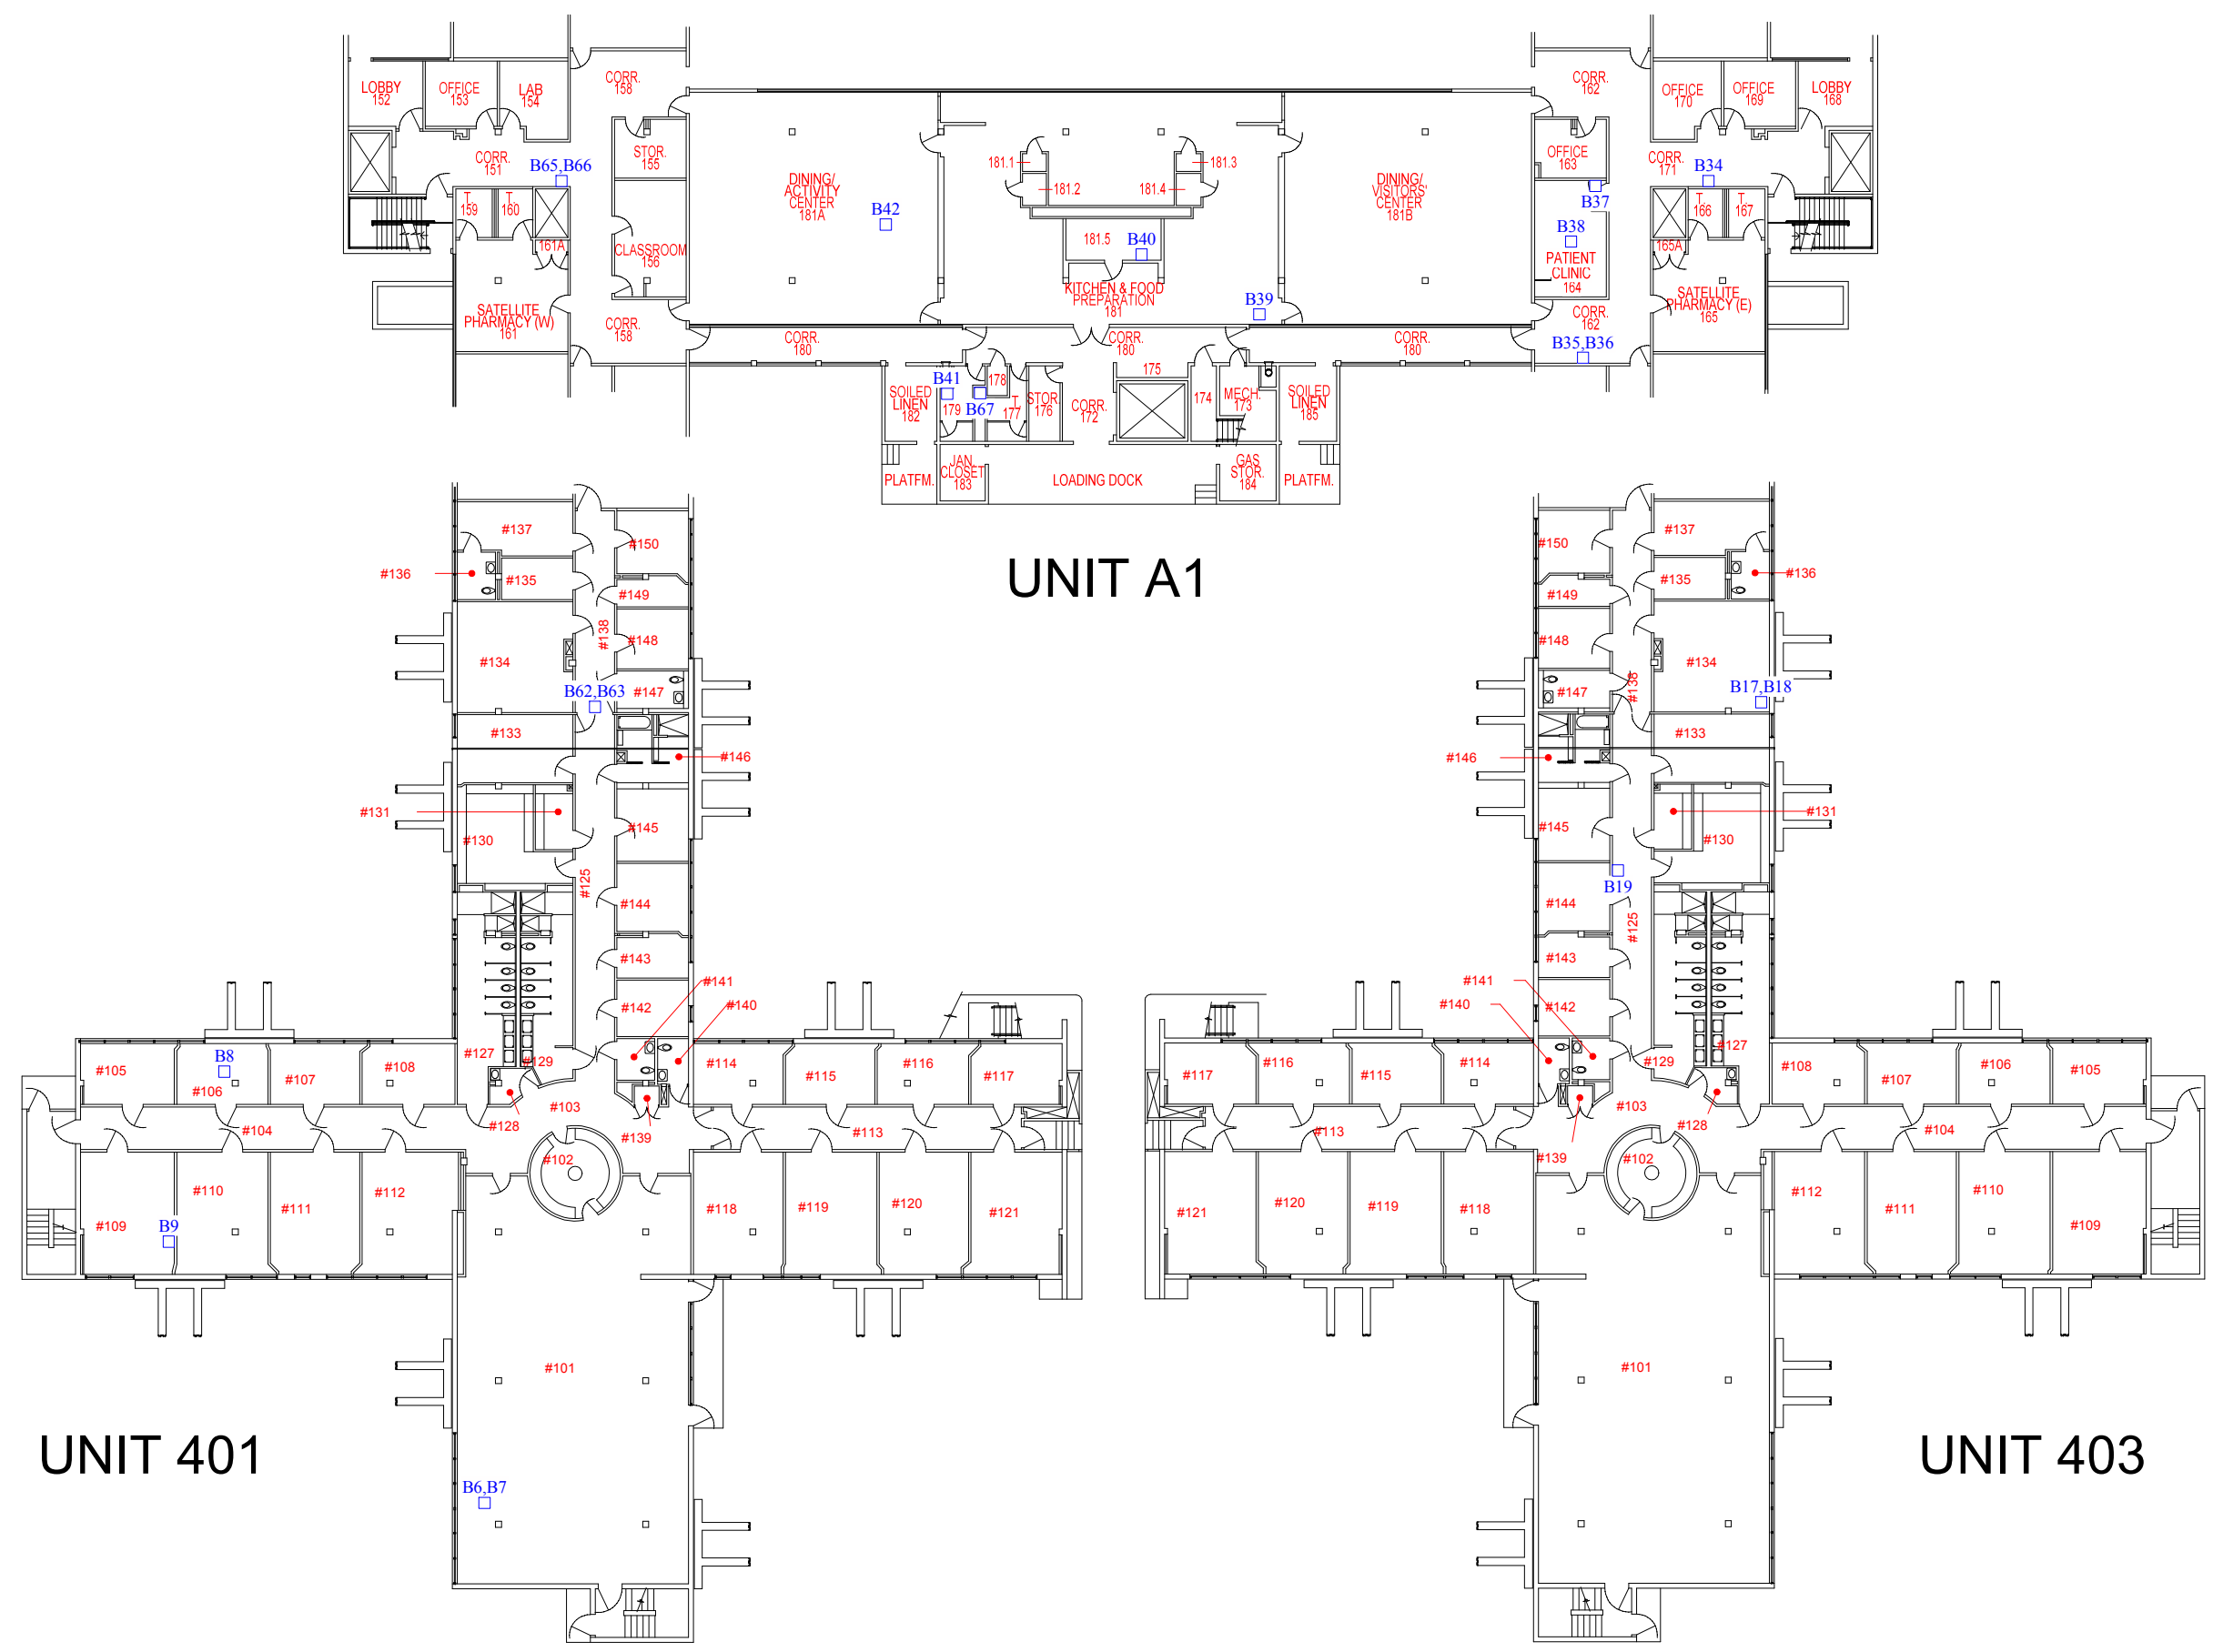 LOBBY
152
OFFICE
153
LAB
154
CORR.
158
CORR.
162
OFFICE
170
OFFICE
169
LOBBY
168
CORR.
151
B65,B66
STOR.
155
181.1
181.2
181.3
181.4
OFFICE
163
CORR.
171
B34
T.
159
T.
160
DINING/
ACTIVITY
CENTER
181A
B42
DINING/
VISITORS'
CENTER
181B
B37
T.
166
T.
167
161A
CLASSROOM
156
181.5
B40
B38
PATIENT
CLINIC
164
165A
SATELLITE
PHARMACY (W)
161
KITCHEN & FOOD
PREPARATION
181
B39
SATELLITE
PHARMACY (E)
165
CORR.
158
CORR.
180
CORR.
180
CORR.
180
CORR.
162
B35,B36
SOILED
LINEN
182
B41
179
B67
178
T.
177
STOR.
176
CORR.
172
175
174
MECH.
173
SOILED
LINEN
185
PLATFM.
JAN.
CLOSET
183
LOADING DOCK
GAS
STOR.
184
PLATFM.
UNIT A1
#137
#150
#136
#135
#149
#138
#148
#134
B62,B63
#147
#133
#146
#131
#145
#130
#125
#144
#143
#142
#141
#140
B8
#105
#106
#107
#108
#127
#129
#114
#115
#116
#117
#103
#104
#128
#139
#113
#102
#109
B9
#110
#111
#112
#118
#119
#120
#121
#101
B6,B7
UNIT 401
#150
#137
#149
#135
#136
#148
#138
#134
#147
B17,B18
#133
#146
#131
#145
#130
B19
#144
#125
#143
#141
#142
#140
#117
#116
#115
#114
#129
#127
#108
#107
#106
#105
#103
#113
#128
#104
#139
#102
#121
#120
#119
#118
#112
#111
#110
#109
#101
UNIT 403